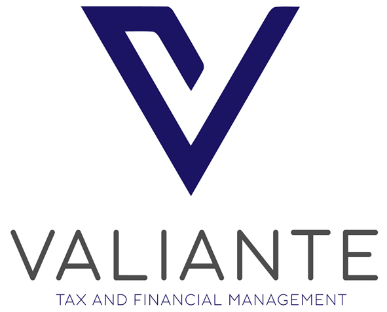 VALIANTE
TAX AND FINANCIAL MANAGEMENT